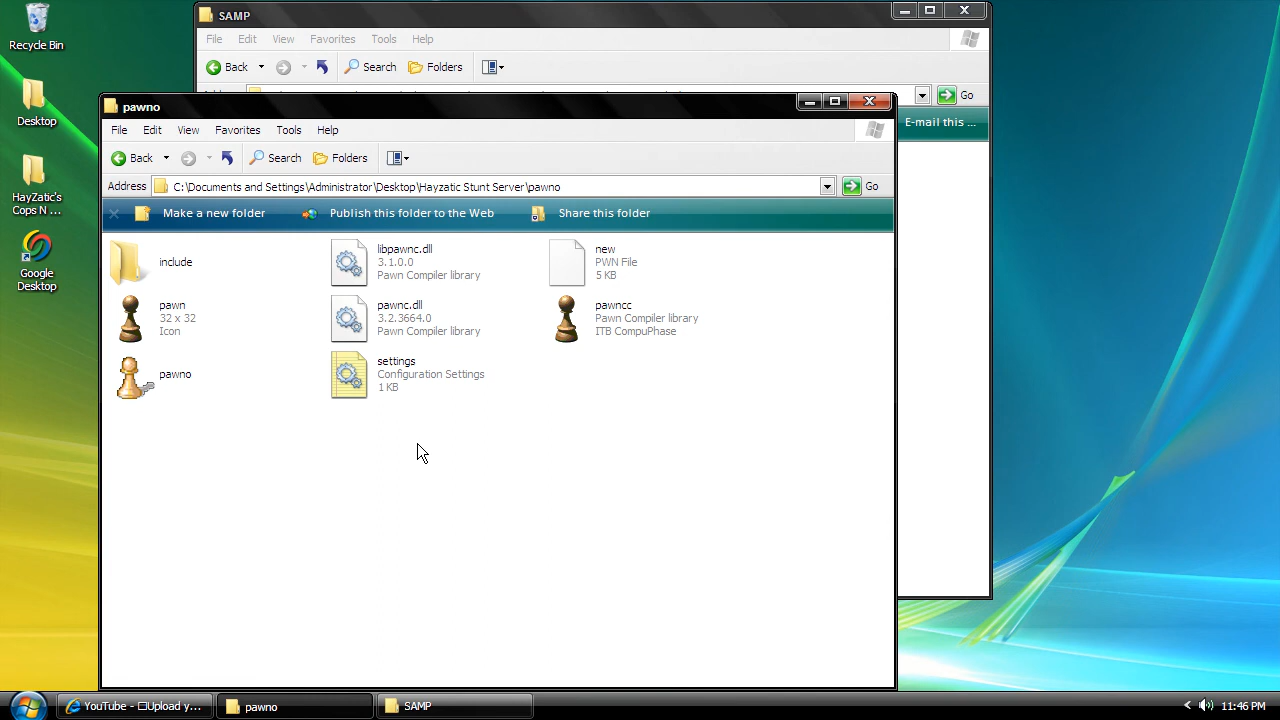 Recycle Bin
Desktop
HayZatic's
Cops N ...
Google
Desktop
SAMP
File Edit View Favorites Tools Help
Back Search Folders
Go
E-mail this ...
pawno
File Edit View Favorites Tools Help
Back Search Folders
Address C:\Documents and Settings\Administrator\Desktop\Hayzatic Stunt Server\pawno Go
Make a new folder Publish this folder to the Web Share this folder
include
libpawnc.dll
3.1.0.0
Pawn Compiler library
new
PWN File
5 KB
pawn
32 x 32
Icon
pawnc.dll
3.2.3664.0
Pawn Compiler library
pawncc
Pawn Compiler library
ITB CompuPhase
pawno
settings
Configuration Settings
1 KB
YouTube - Upload y... pawno SAMP 11:46 PM